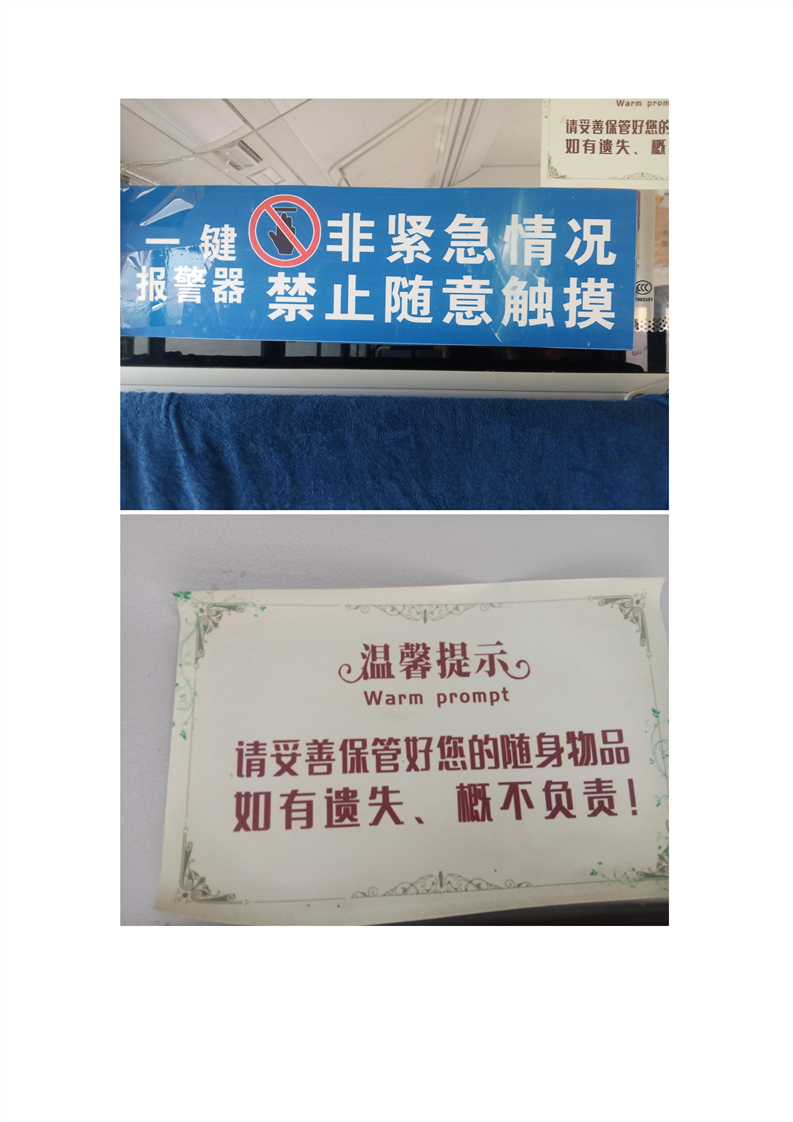 Warm prom
请妥善保管好您的
如有遗失、概
一键 非紧急情况
报警器 禁止随意触摸
CCC
温馨提示
Warm prompt
请妥善保管好您的随身物品
如有遗失、概不负责!